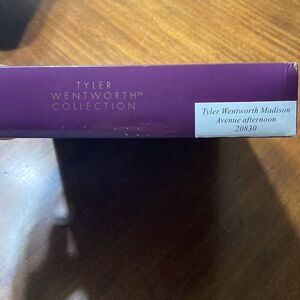 TYLER
WENTWORTH™
COLLECTION
Tyler Wentworth Madison
Avenue afternoon
20830